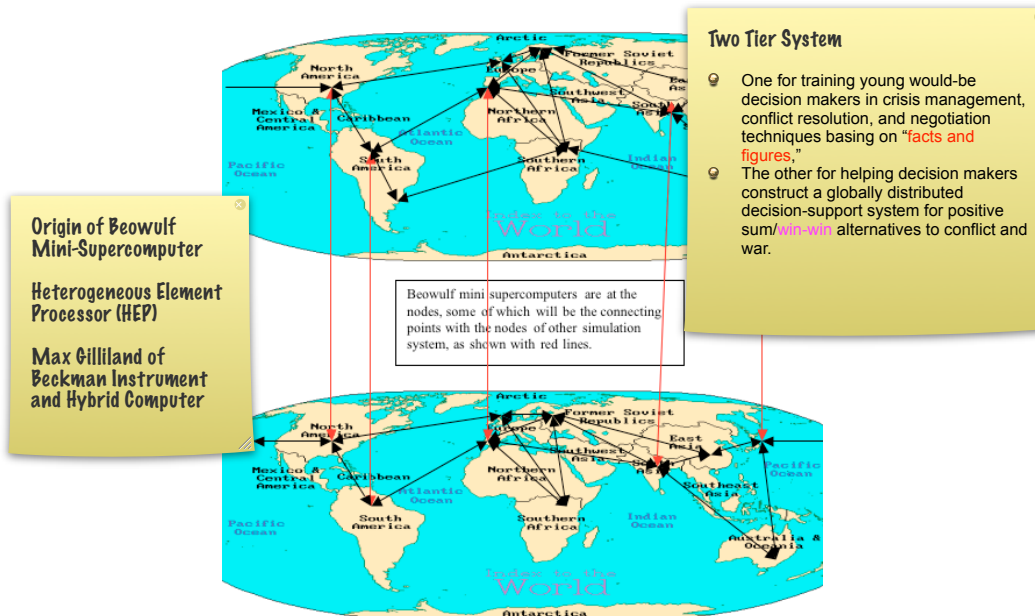 Arctic
North
America
Europe
Former Soviet
Republics
East
Asia
Southwest
Asia
South
Asia
Mexico &
Central
America
Caribbean
Northern
Africa
Atlantic
Ocean
Pacific
Ocean
South
America
Southern
Africa
Indian
Ocean
Index to the
World
Antarctica
Two Tier System
One for training young would-be
decision makers in crisis management,
conflict resolution, and negotiation
techniques basing on “facts and
figures,”
The other for helping decision makers
construct a globally distributed
decision-support system for positive
sum/win-win alternatives to conflict and
war.
Origin of Beowulf
Mini-Supercomputer
Heterogeneous Element
Processor (HEP)
Max Gilliland of
Beckman Instrument
and Hybrid Computer
Beowulf mini supercomputers are at the
nodes, some of which will be the connecting
points with the nodes of other simulation
system, as shown with red lines.
Arctic
North
America
Europe
Former Soviet
Republics
East
Asia
Southwest
Asia
South
Asia
Mexico &
Central
America
Caribbean
Northern
Africa
Atlantic
Ocean
Pacific
Ocean
Southeast
Asia
Pacific
Ocean
South
America
Southern
Africa
Indian
Ocean
Australia &
Oceania
Index to the
World
Antarctica